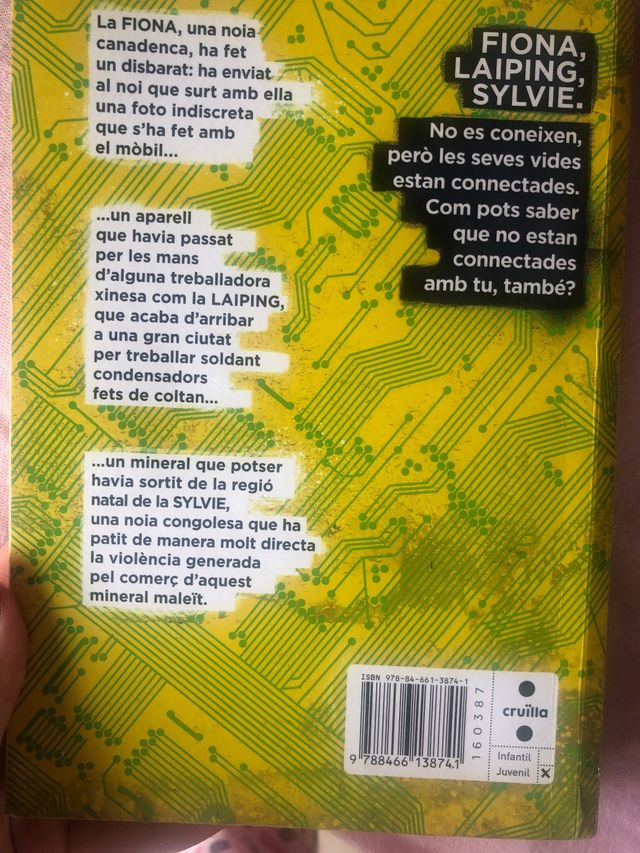 La FIONA, una noia
canadenca, ha fet
un disbarat: ha enviat
al noi que surt amb ella
una foto indiscreta
que s'ha fet amb
el mòbil...
...un aparell
que havia passat
per les mans
d'alguna treballadora
xinesa com la LAIPING,
que acaba d'arribar
a una gran ciutat
per treballar soldant
condensadors
fets de coltan...
...un mineral que potser
havia sortit de la regió
natal de la SYLVIE,
una noia congolesa que ha
patit de manera molt directa
la violència generada
pel comerç d'aquest
mineral maleït.
FIONA,
LAIPING,
SYLVIE.
No es coneixen,
però les seves vides
estan connectades.
Com pots saber
que no estan
connectades
amb tu, també?
ISBN 978-84-661-3874-1
9 788466 138741
160387
cruïlla
Infantil
Juvenil X